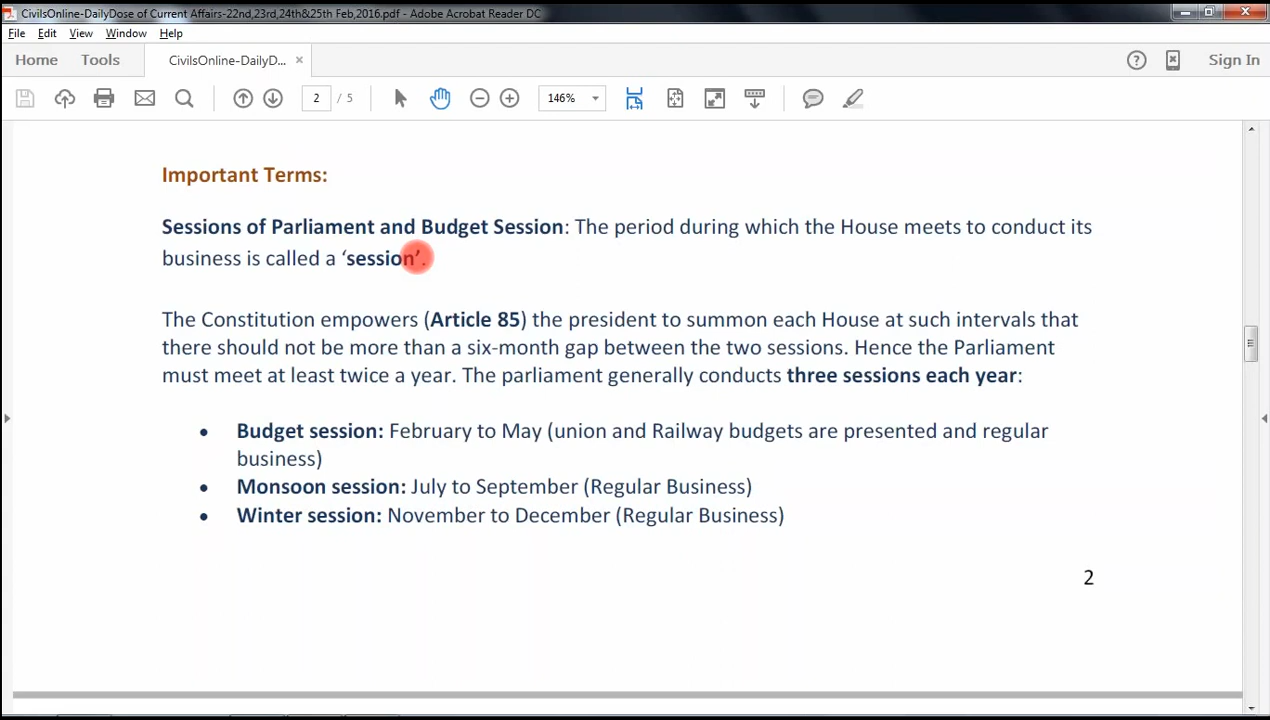 CivilsOnline-DailyDose of Current Affairs-22nd,23rd,24th&25th Feb,2016.pdf - Adobe Acrobat Reader DC
File Edit View Window Help
Home Tools CivilsOnline-DailyD... × Sign In
2 / 5 146%
Important Terms:
Sessions of Parliament and Budget Session: The period during which the House meets to conduct its
business is called a ‘session’.
The Constitution empowers (Article 85) the president to summon each House at such intervals that
there should not be more than a six-month gap between the two sessions. Hence the Parliament
must meet at least twice a year. The parliament generally conducts three sessions each year:
• Budget session: February to May (union and Railway budgets are presented and regular
business)
• Monsoon session: July to September (Regular Business)
• Winter session: November to December (Regular Business)
2